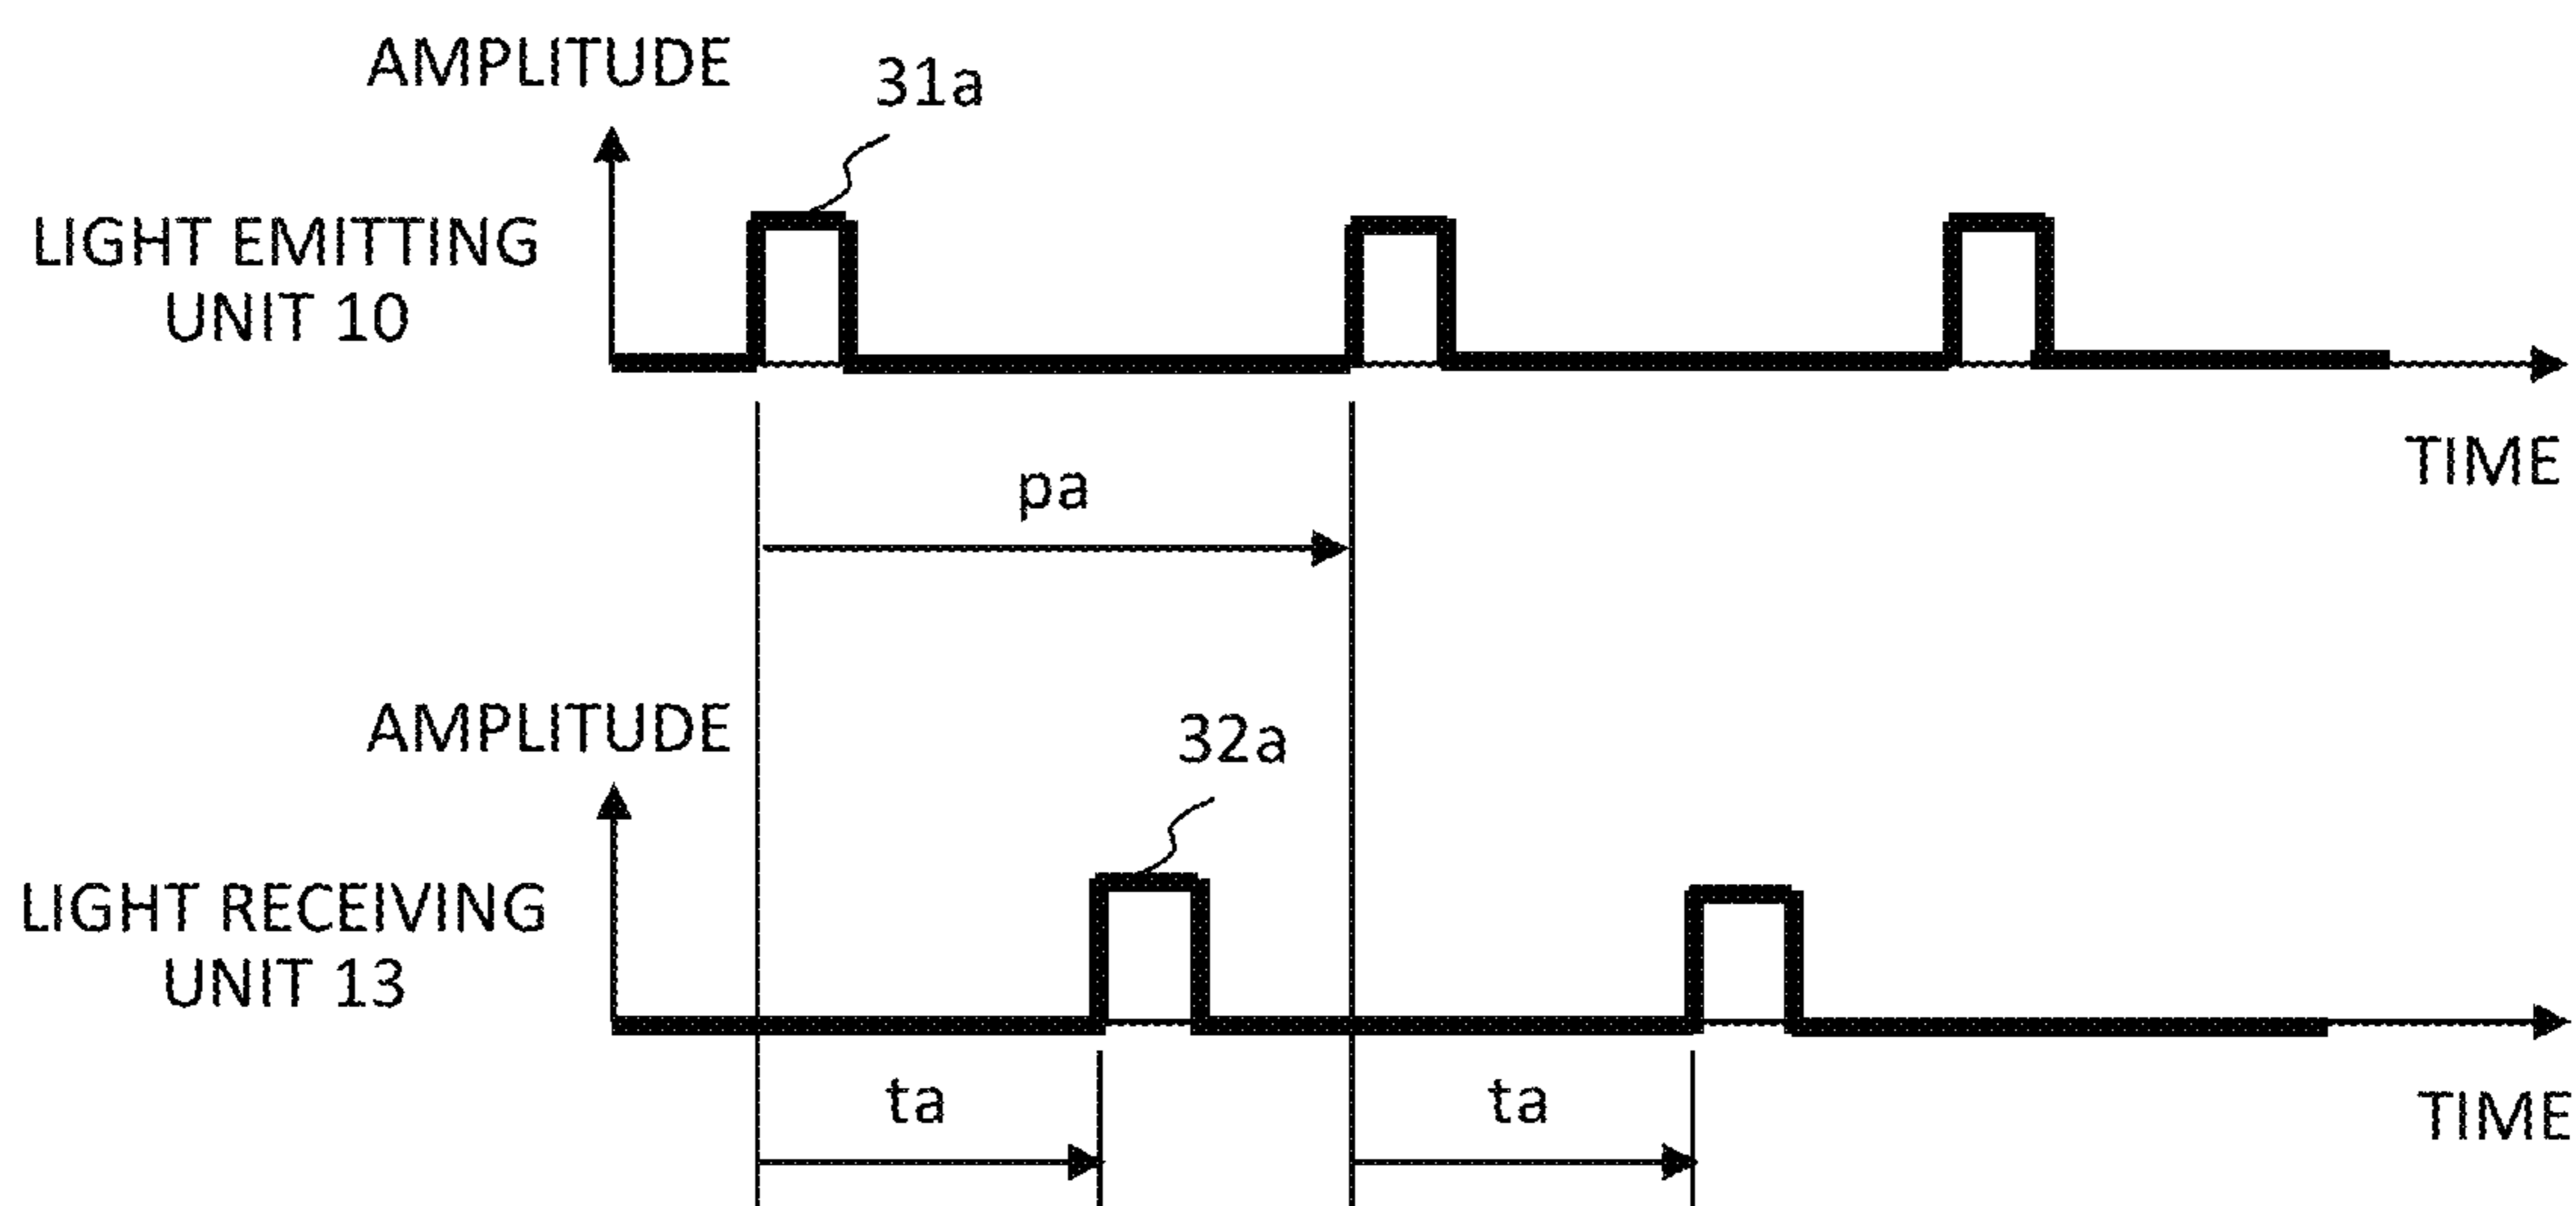 AMPLITUDE
31a
LIGHT EMITTING
UNIT 10
TIME
pa
AMPLITUDE
32a
LIGHT RECEIVING
UNIT 13
ta
ta
TIME